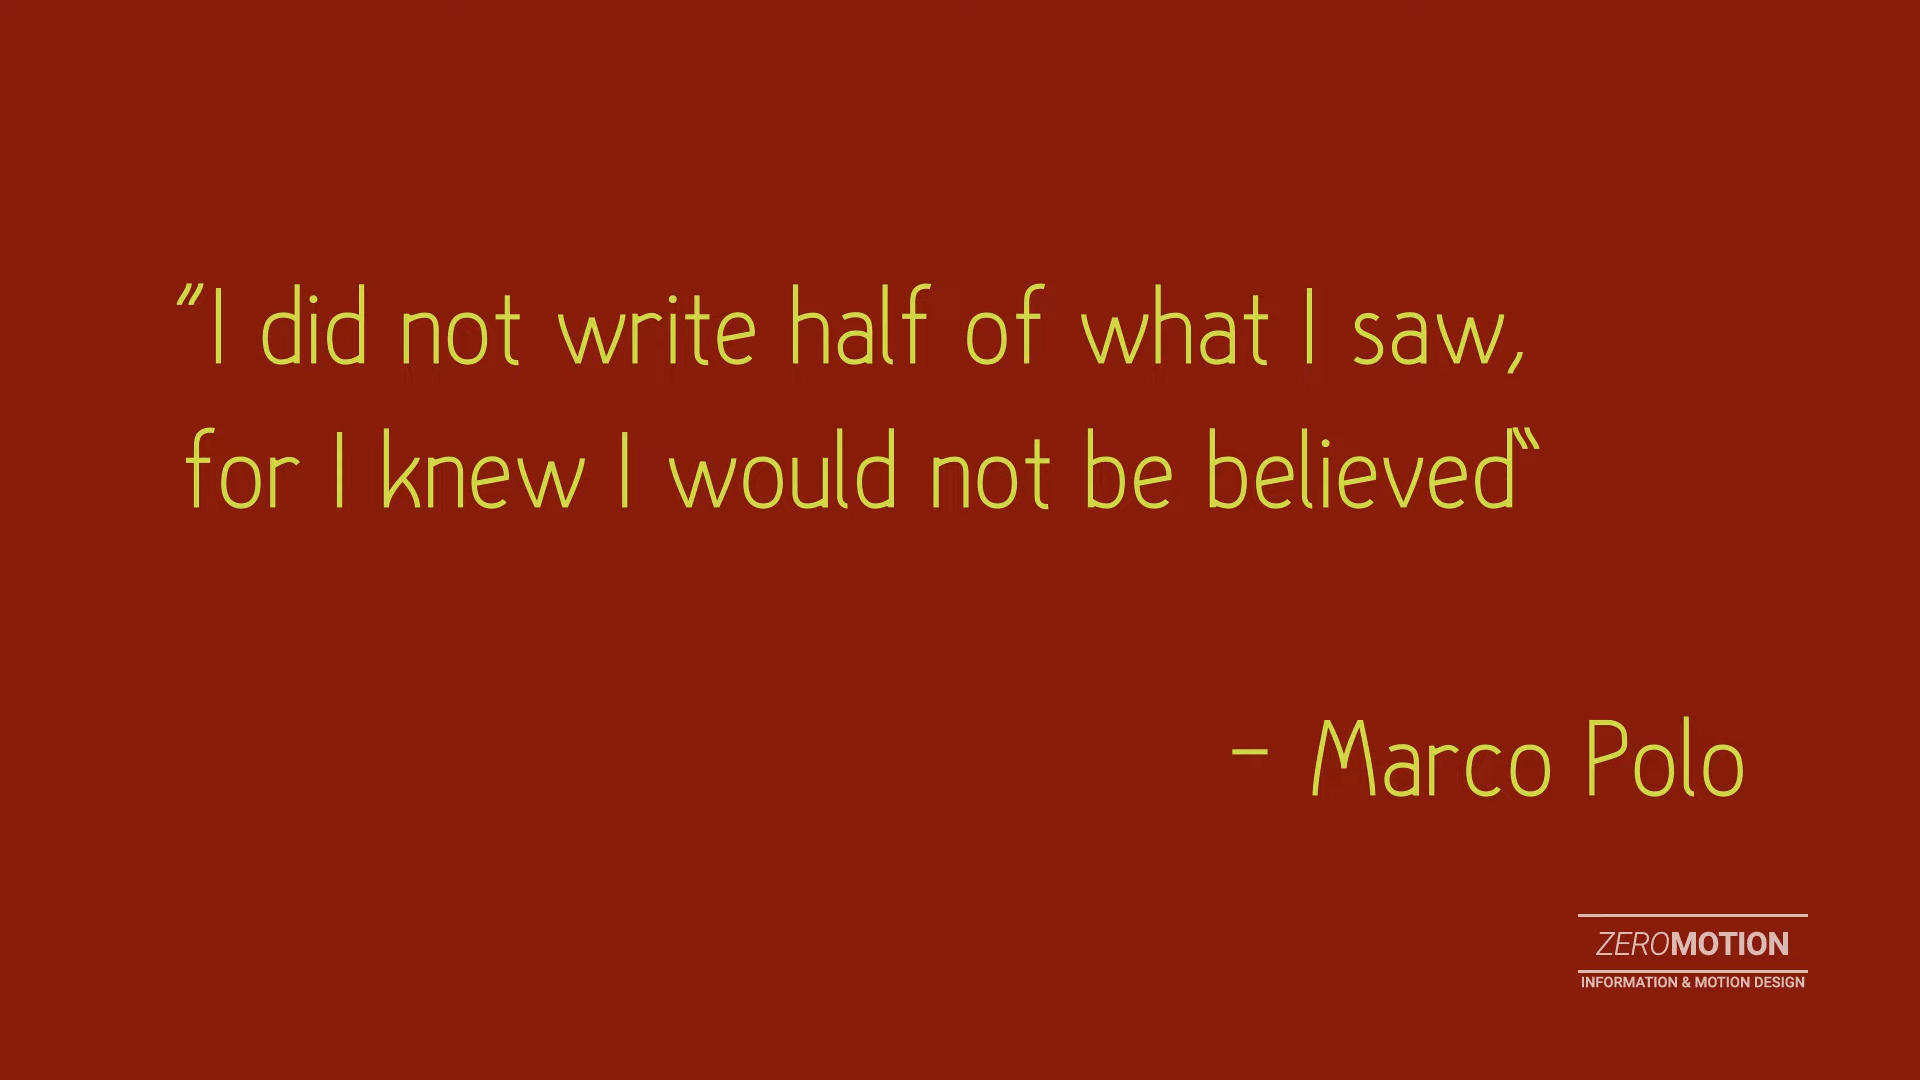 "I did not write half of what I saw,
for I knew I would not be believed“
- Marco Polo
ZEROMOTION
INFORMATION & MOTION DESIGN